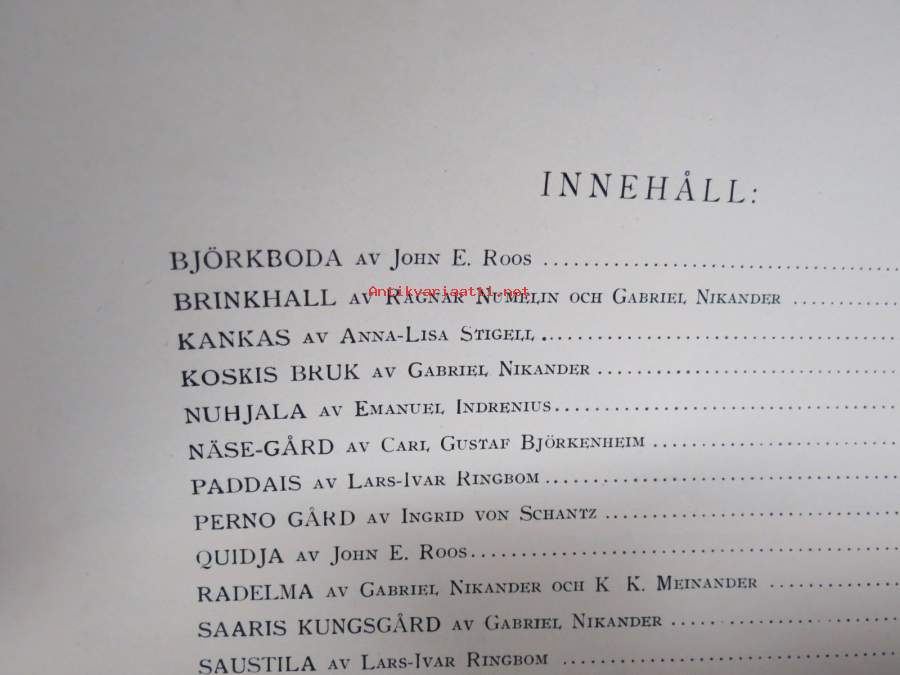 INNEHÅLL:
BJÖRKBODA AV JOHN E. ROOS
Antikvariaatti.net
BRINKHALL AV RAGNAR NUMELIN OCH GABRIEL NIKANDER
KANKAS AV ANNA-LISA STIGELL
KOSKIS BRUK AV GABRIEL NIKANDER
NUHJALA AV EMANUEL INDRENIUS
NÄSE-GÅRD AV CARL GUSTAF BJÖRKENHEIM
PADDAIS AV LARS-IVAR RINGBOM
PERNO GÅRD AV INGRID VON SCHANTZ
QUIDJA AV JOHN E. ROOS
RADELMA AV GABRIEL NIKANDER OCH K K. MEINANDER
SAARIS KUNGSGÅRD AV GABRIEL NIKANDER
SAUSTILA AV LARS-IVAR RINGBOM